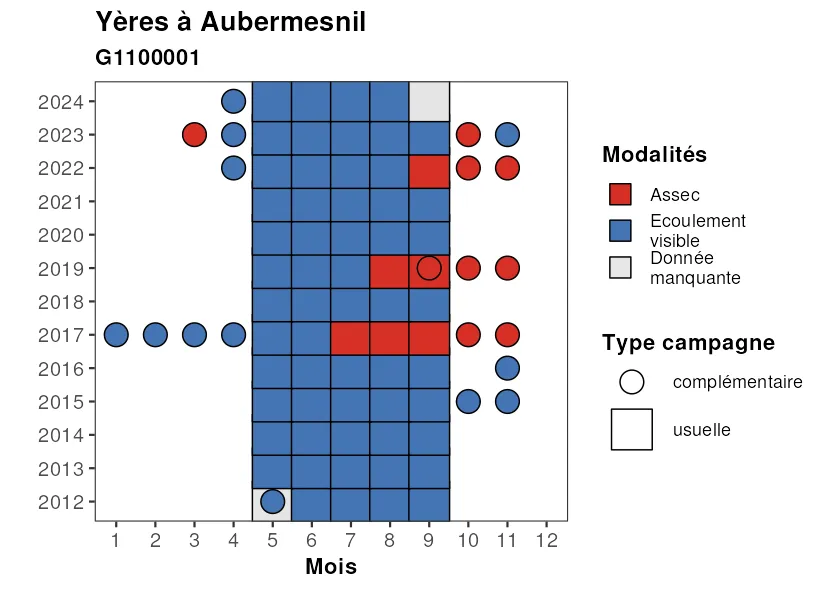 Yères à Aubermesnil
G1100001
2024
2023
2022
2021
2020
2019
2018
2017
2016
2015
2014
2013
2012
1 2 3 4 5 6 7 8 9 10 11 12
Mois
Modalités
Assec
Ecoulement
visible
Donnée
manquante
Type campagne
complémentaire
usuelle